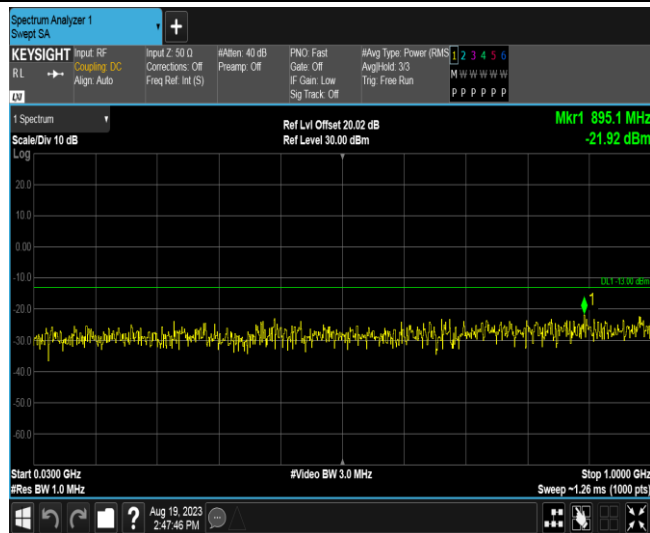 Spectrum Analyzer 1
Swept SA
+
KEYSIGHT
RL
LXI
Input: RF
Coupling: DC
Align: Auto
Input Z: 50 Ω
Corrections: Off
Freq Ref: Int (S)
#Atten: 40 dB
Preamp: Off
PNO: Fast
Gate: Off
IF Gain: Low
Sig Track: Off
#Avg Type: Power (RMS
Avg|Hold: 3/3
Trig: Free Run
1 2 3 4 5 6
M W W W W W
P P P P P P
1 Spectrum
Scale/Div 10 dB
Ref Lvl Offset 20.02 dB
Ref Level 30.00 dBm
Mkr1 895.1 MHz
-21.92 dBm
Log
20.0
10.0
0.00
-10.0
DL1 -13.00 dBm
1
-20.0
-30.0
-40.0
-50.0
-60.0
Start 0.0300 GHz
#Res BW 1.0 MHz
#Video BW 3.0 MHz
Stop 1.0000 GHz
Sweep ~1.26 ms (1000 pts)
?
Aug 19, 2023
2:47:46 PM